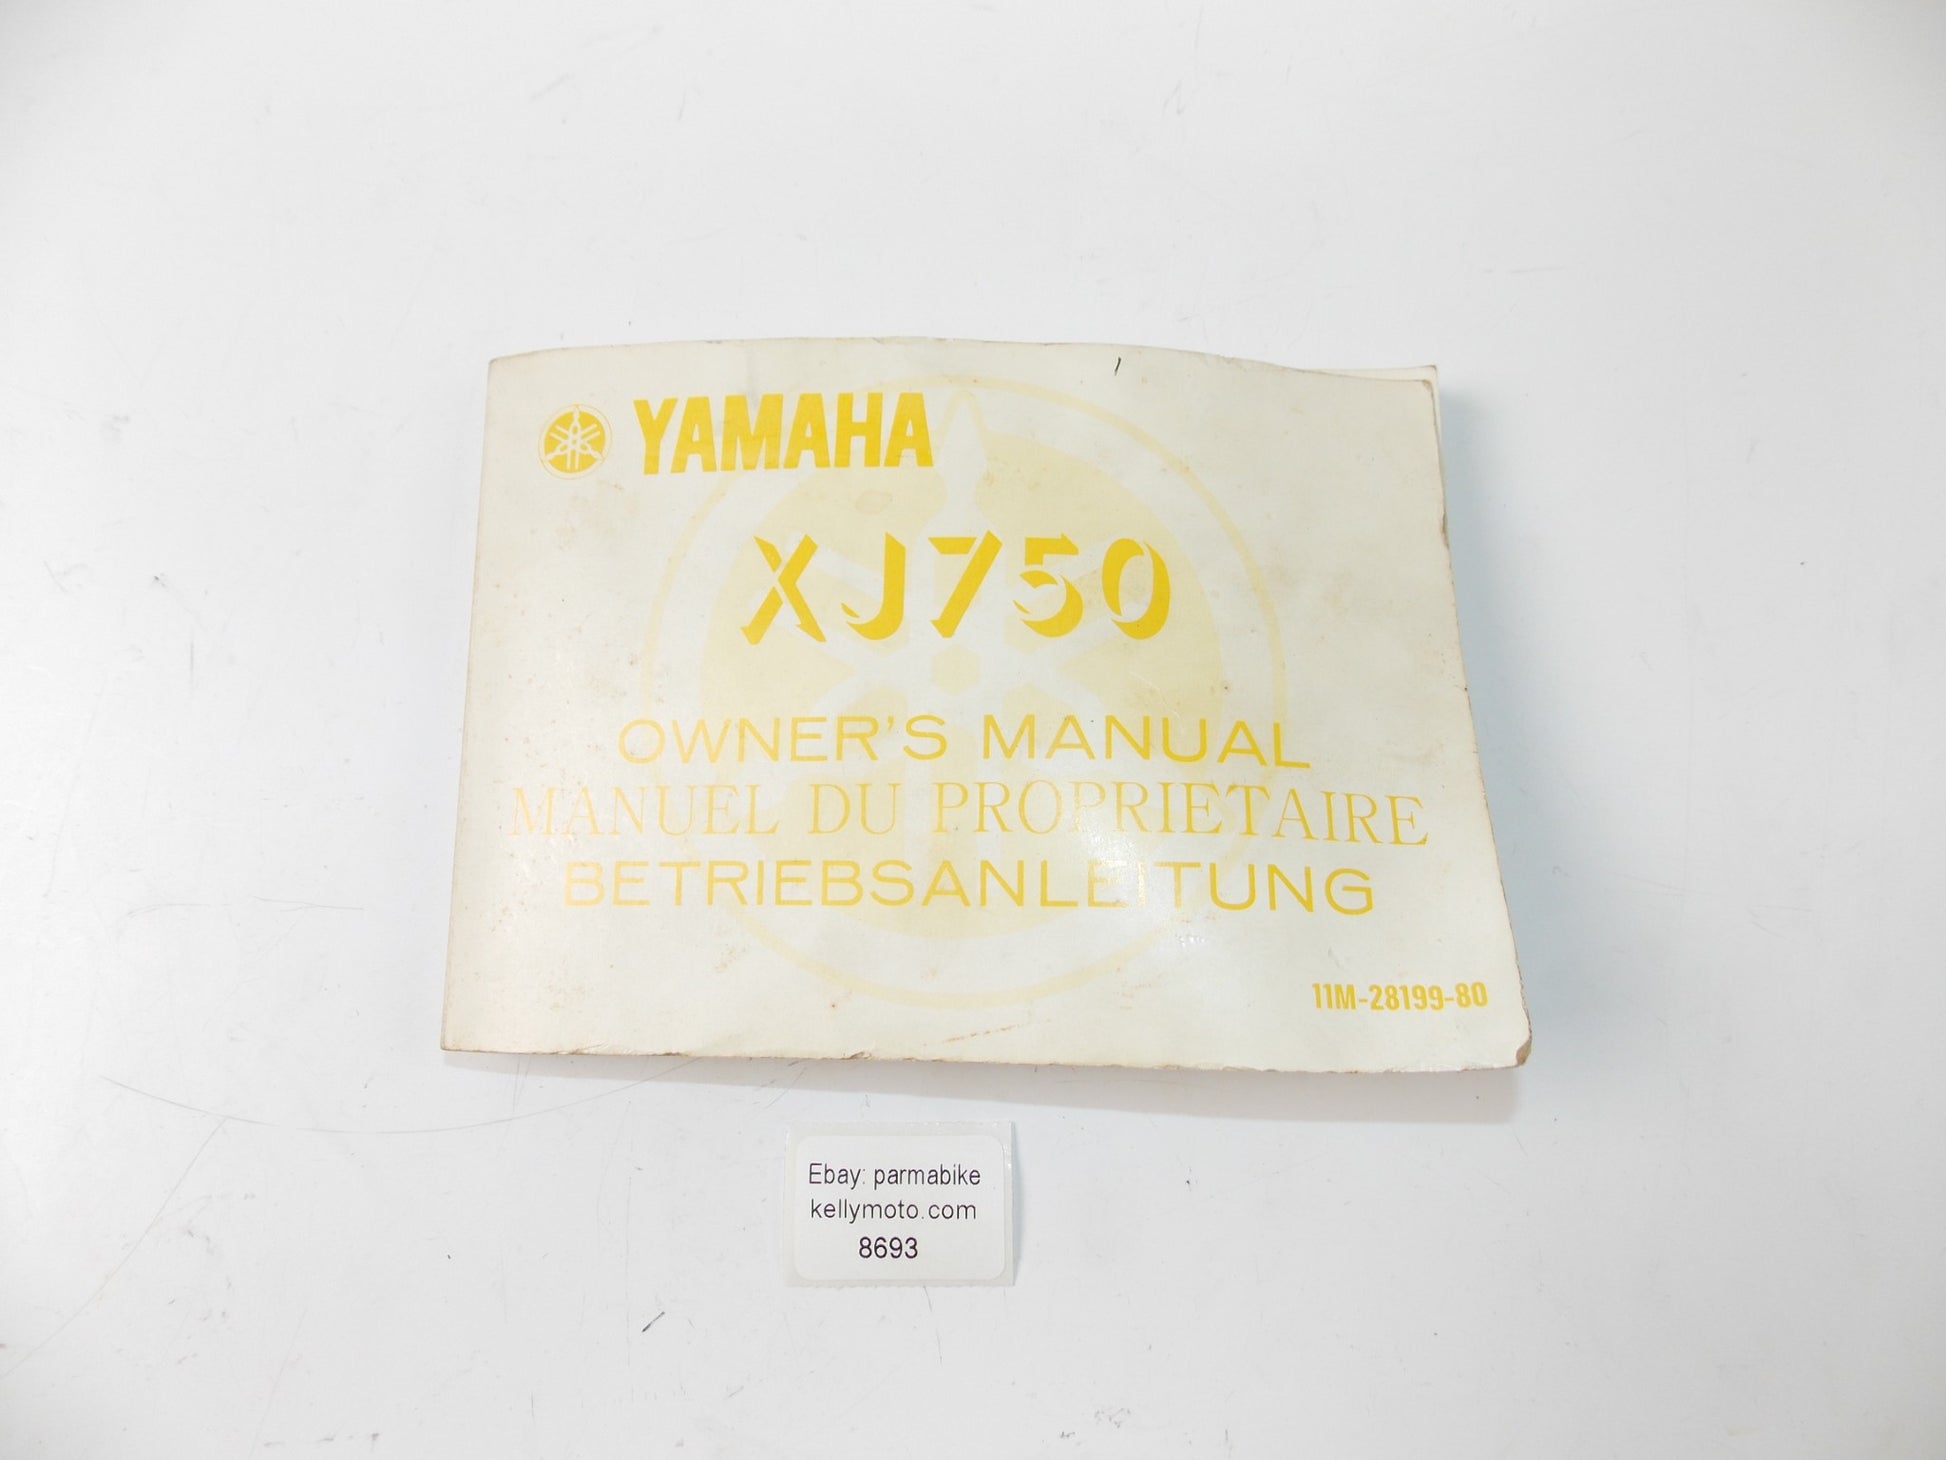 YAMAHA
XJ750
OWNER'S MANUAL
MANUEL DU PROPRIETAIRE
BETRIEBSANLEITUNG
11M-28199-80
Ebay: parmabike
kellymoto.com
8693